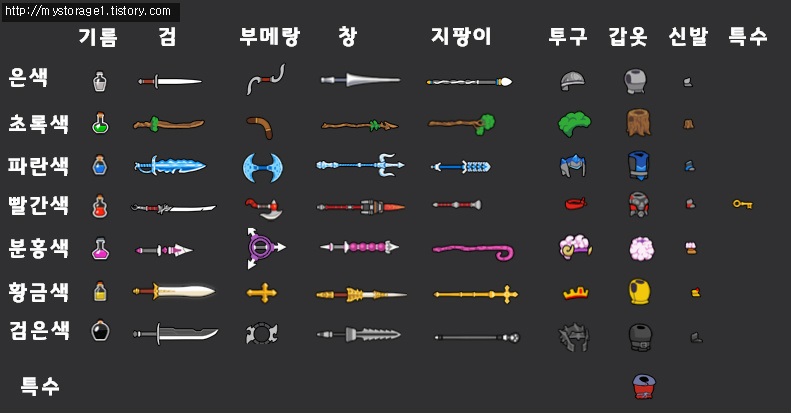 http://mystorage1.tistory.com
기름 검 부메랑 창 지팡이 투구 갑옷 신발 특수
은색
초록색
파란색
빨간색
분홍색
황금색
검은색
특수